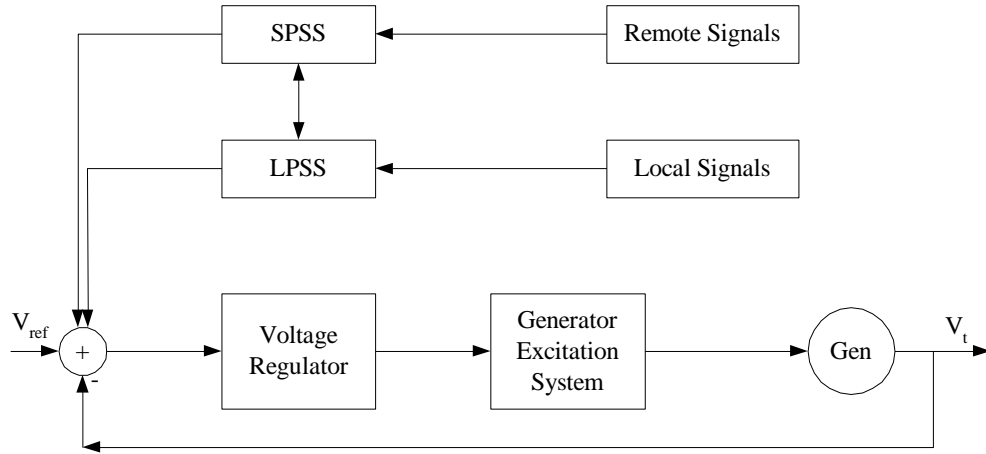 SPSS
Remote Signals
LPSS
Local Signals
V_ref
+
-
Voltage
Regulator
Generator
Excitation
System
Gen
V_t